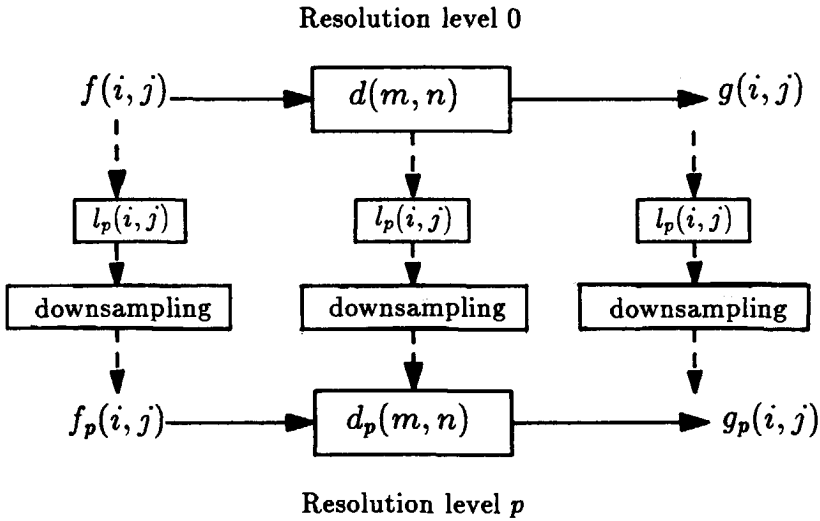 Resolution level 0
f(i, j) d(m, n) g(i, j)
l_p(i, j) l_p(i, j) l_p(i, j)
downsampling downsampling downsampling
f_p(i, j) d_p(m, n) g_p(i, j)
Resolution level p